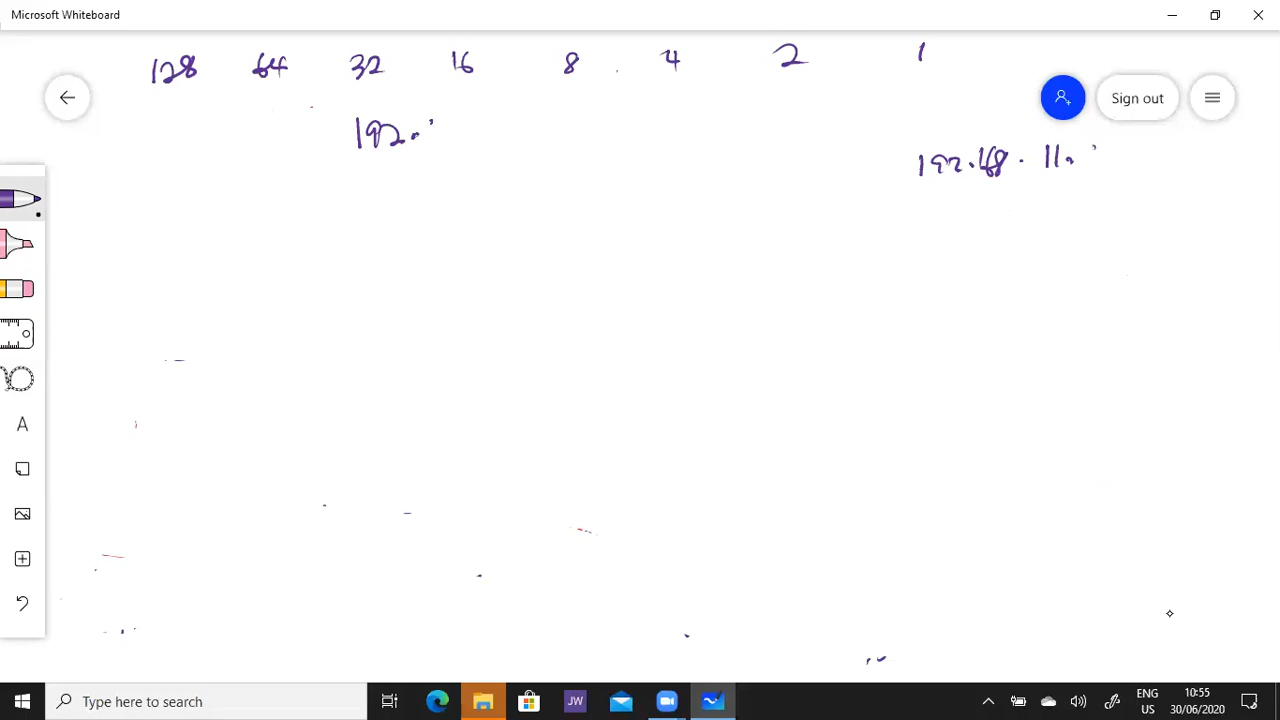 Microsoft Whiteboard
128 64 32 16 8 4 2 1
Sign out
192.
192.168. 11.
A
Type here to search
JW
ENG
US
10:55
30/06/2020